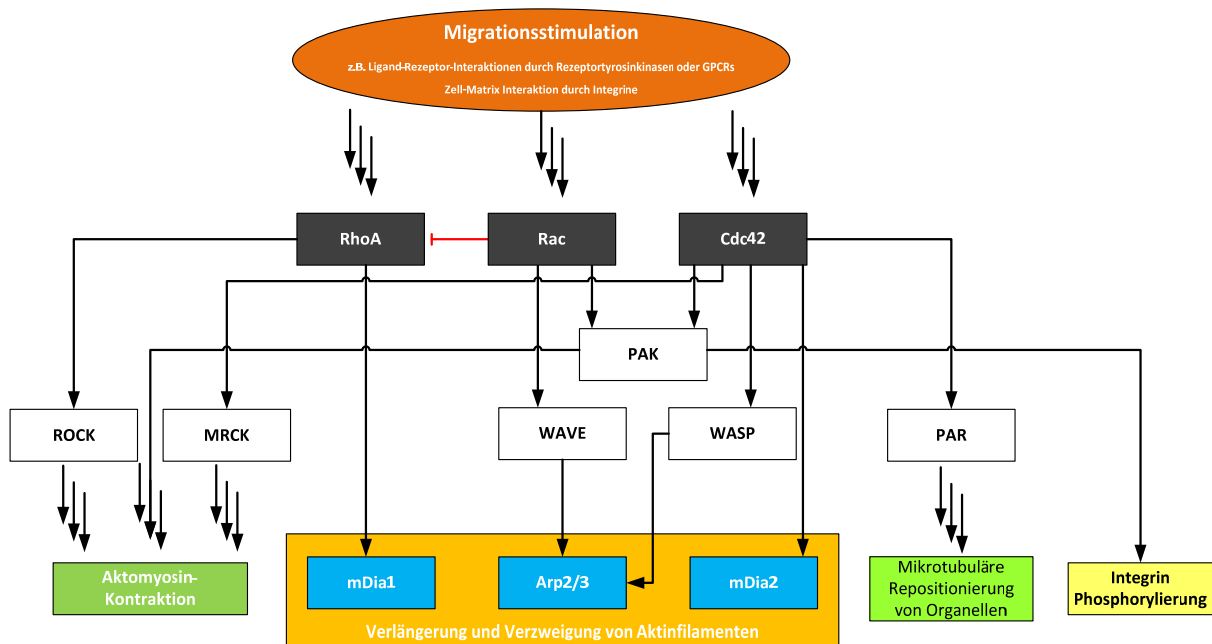 Migrationsstimulation
z.B. Ligand-Rezeptor-Interaktionen durch Rezeptortyrosinkinasen oder GPCRs
Zell-Matrix Interaktion durch Integrine
RhoA
Rac
Cdc42
PAK
ROCK
MRCK
WAVE
WASP
PAR
Aktomyosin-
Kontraktion
mDia1
Arp2/3
mDia2
Verlängerung und Verzweigung von Aktinfilamenten
Mikrotubuläre
Repositionierung
von Organellen
Integrin
Phosphorylierung